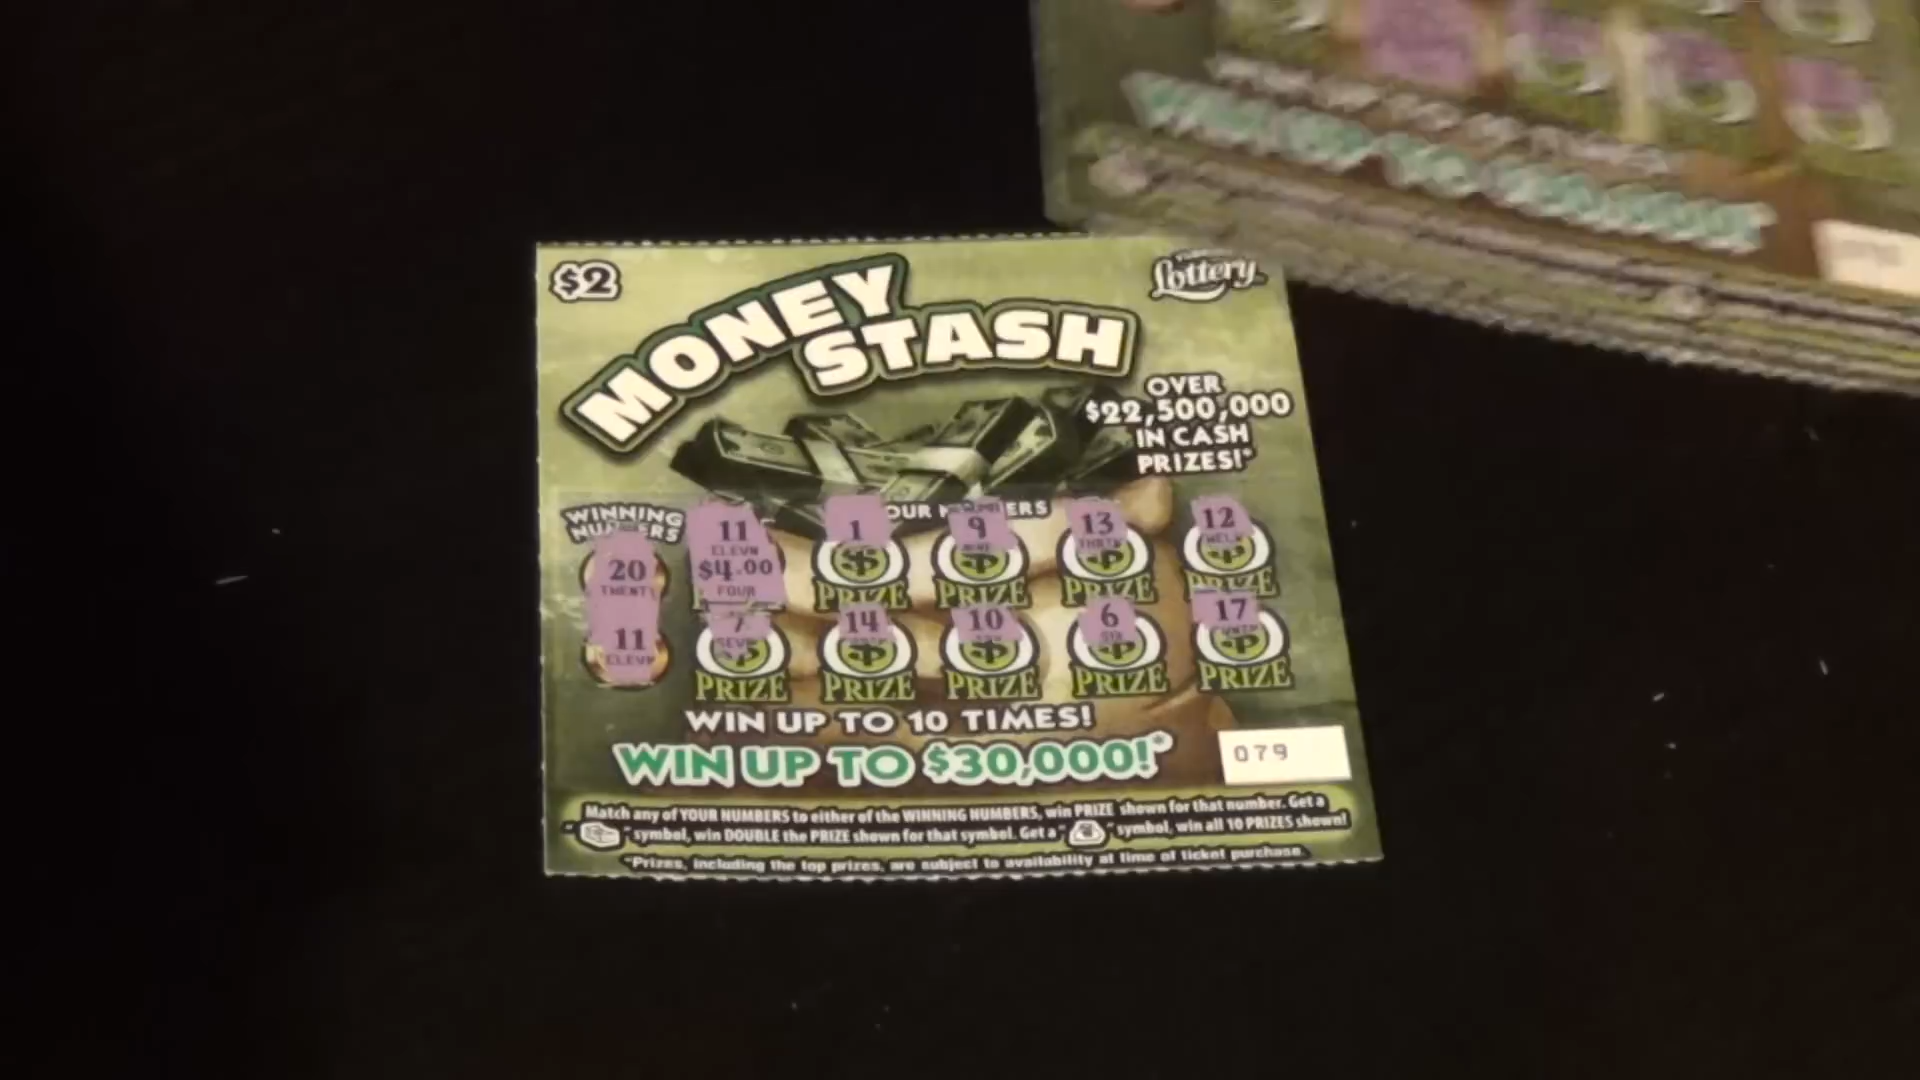 $2
Lottery
MONEY
STASH
OVER
$22,500,000
IN CASH
PRIZES!*
WINNING
NUMBERS
11 1 9 13 12
ELEVN
20 $4.00
FOUR PRIZE PRIZE PRIZE PRIZE
11 7 14 10 6 17
ELEVN
PRIZE PRIZE PRIZE PRIZE PRIZE
WIN UP TO 10 TIMES!
WIN UP TO $30,000!*
079
Match any of YOUR NUMBERS to either of the WINNING NUMBERS, win PRIZE shown for that number. Get a
" " symbol, win DOUBLE the PRIZE shown for that symbol. Get a " " symbol, win all 10 PRIZES shown!
*Prizes, including the top prizes, are subject to availability at time of ticket purchase.